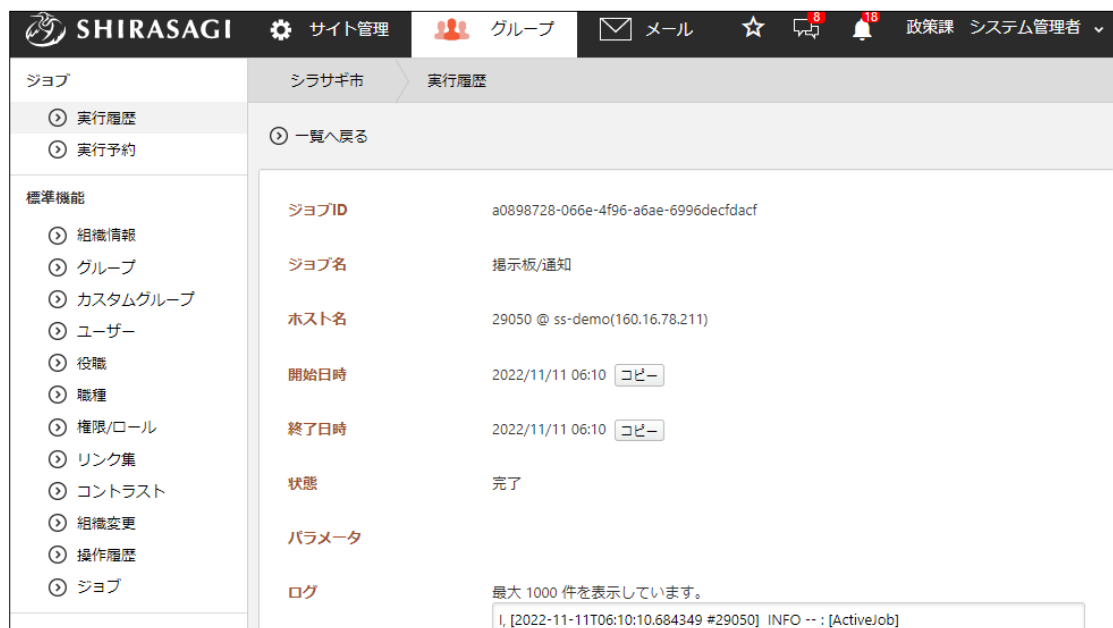 SHIRASAGI サイト管理 グループ メール 8 18 政策課 システム管理者
ジョブ
実行履歴
実行予約
標準機能
組織情報
グループ
カスタムグループ
ユーザー
役職
職種
権限/ロール
リンク集
コントラスト
組織変更
操作履歴
ジョブ
シラサギ市 実行履歴
一覧へ戻る
ジョブID a0898728-066e-4f96-a6ae-6996decfdacf
ジョブ名 掲示板/通知
ホスト名 29050 @ ss-demo(160.16.78.211)
開始日時 2022/11/11 06:10 コピー
終了日時 2022/11/11 06:10 コピー
状態 完了
パラメータ
ログ 最大 1000 件を表示しています。
I, [2022-11-11T06:10:10.684349 #29050] INFO -- : [ActiveJob]